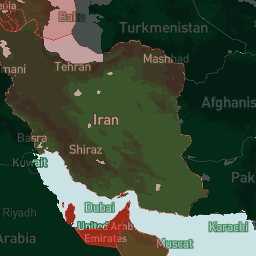 Baku
Turkmenistan
Tehran
Mashhad
mani
Afghanis
Iran
Basra
Kuwait
Shiraz
Pak
Riyadh
Dubai
United Arab
Emirates
Karachi
Arabia
Muscat